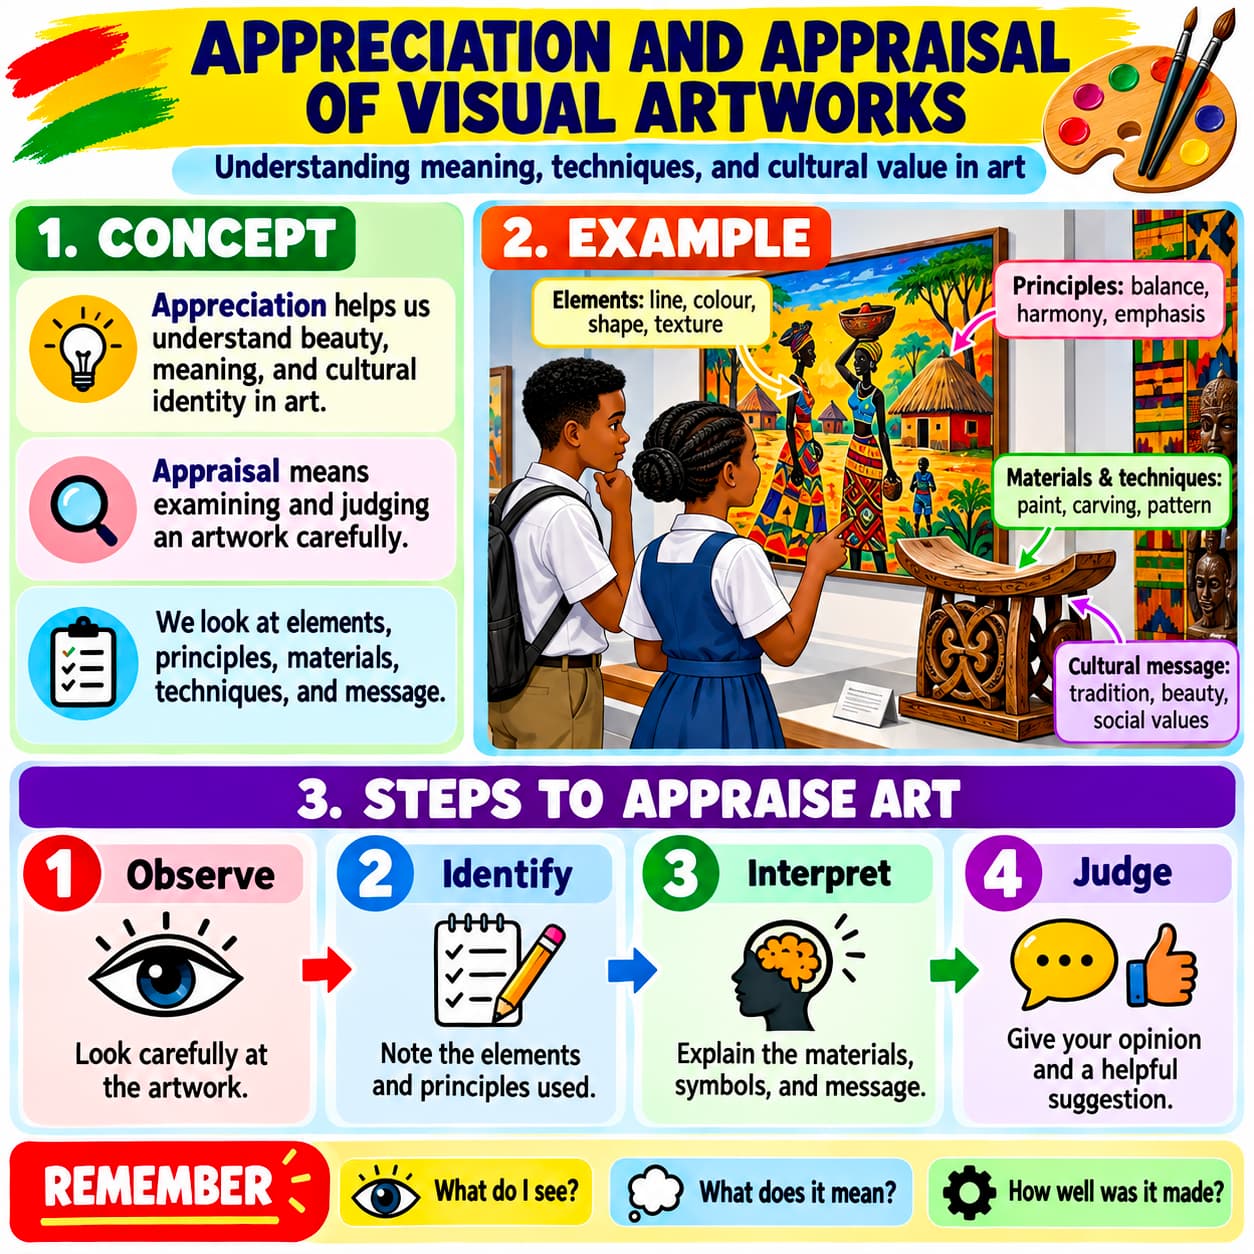 APPRECIATION AND APPRAISAL
OF VISUAL ARTWORKS
Understanding meaning, techniques, and cultural value in art
1. CONCEPT
Appreciation helps us
understand beauty,
meaning, and cultural
identity in art.
Appraisal means
examining and judging
an artwork carefully.
We look at elements,
principles, materials,
techniques, and message.
2. EXAMPLE
Elements: line, colour,
shape, texture
Principles: balance,
harmony, emphasis
Materials & techniques:
paint, carving, pattern
Cultural message:
tradition, beauty,
social values
3. STEPS TO APPRAISE ART
1 Observe
Look carefully at
the artwork.
2 Identify
Note the elements
and principles used.
3 Interpret
Explain the materials,
symbols, and message.
4 Judge
Give your opinion
and a helpful
suggestion.
REMEMBER
What do I see?
What does it mean?
How well was it made?